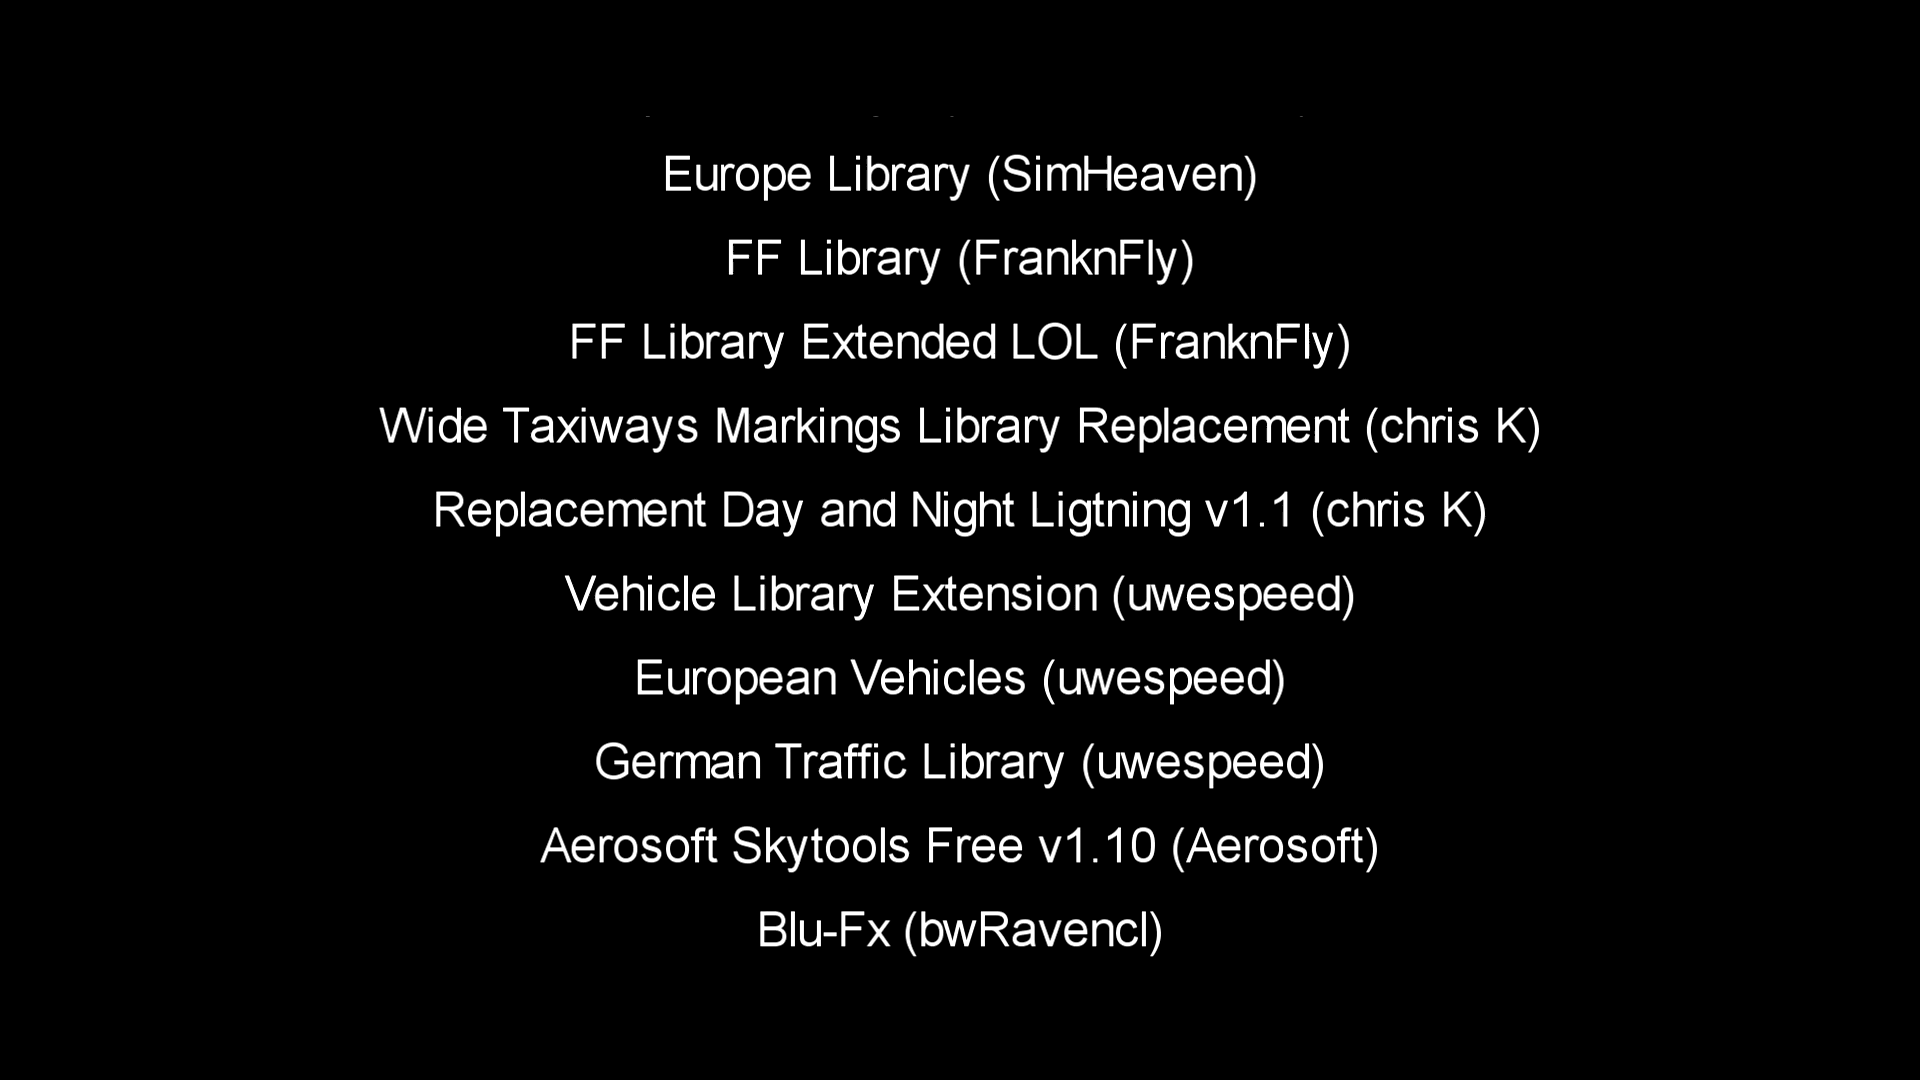 Europe Library (SimHeaven)
FF Library (FranknFly)
FF Library Extended LOL (FranknFly)
Wide Taxiways Markings Library Replacement (chris K)
Replacement Day and Night Ligtning v1.1 (chris K)
Vehicle Library Extension (uwespeed)
European Vehicles (uwespeed)
German Traffic Library (uwespeed)
Aerosoft Skytools Free v1.10 (Aerosoft)
Blu-Fx (bwRavencl)